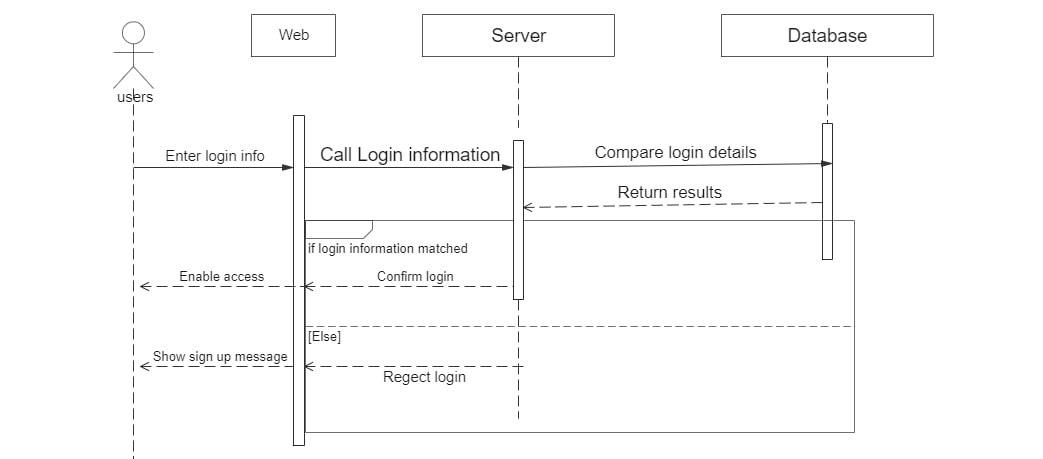 Web
Server
Database
users
Enter login info
Call Login information
Compare login details
Return results
if login information matched
Enable access
Confirm login
[Else]
Show sign up message
Regect login